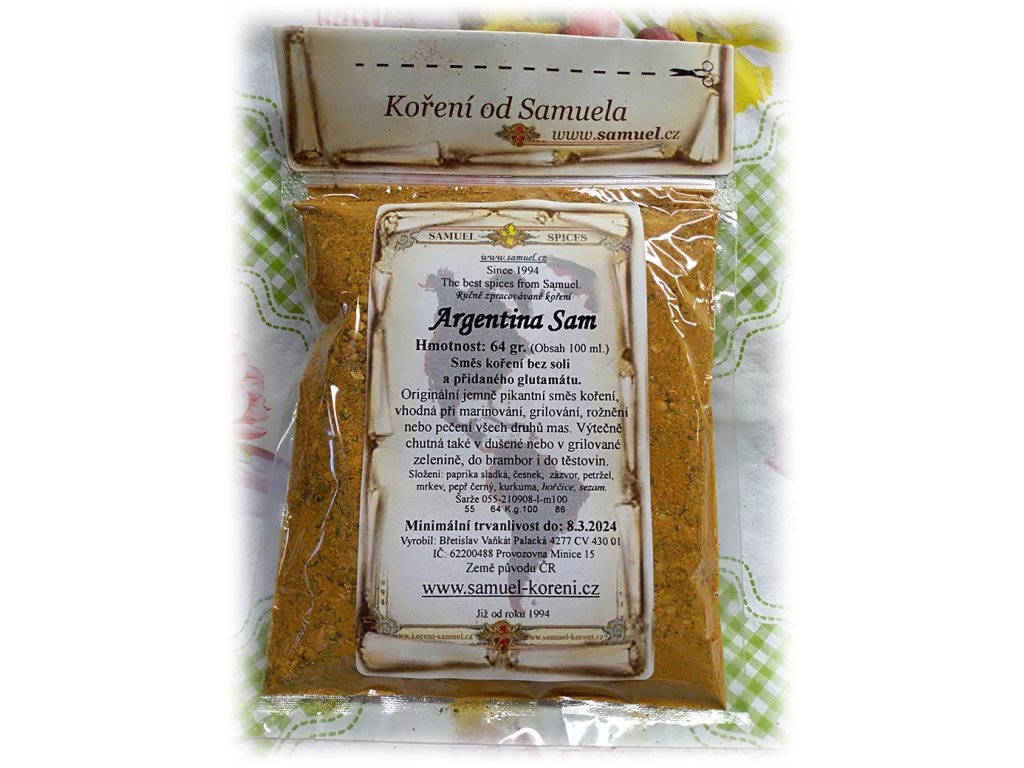 Koření od Samuela
www.samuel.cz
SAMUEL SPICES
www.samuel.cz
Since 1994
The best spices from Samuel.
Ručně zpracovávané koření
Argentina Sam
Hmotnost: 64 gr. (Obsah 100 ml.)
Směs koření bez soli
a přidaného glutamátu.
Originální jemně pikantní směs koření,
vhodná při marinování, grilování, rožnění
nebo pečení všech druhů mas. Výtečně
chutná také v dušené nebo v grilované
zelenině, do brambor i do těstovin.
Složení: paprika sladká, česnek, zázvor, petržel,
mrkev, pepř černý, kurkuma, hořčice, sezam.
Šarže 055-210908-l-m100
55 64 K.g.100 86
Minimální trvanlivost do: 8.3.2024
Vyrobil: Břetislav Vaňkát Palacká 4277 CV 430 01
IČ: 62200488 Provozovna Minice 15
Země původu ČR
www.samuel-koreni.cz
Již od roku 1994
www.koreni-samuel.cz www.samuel-koreni.cz